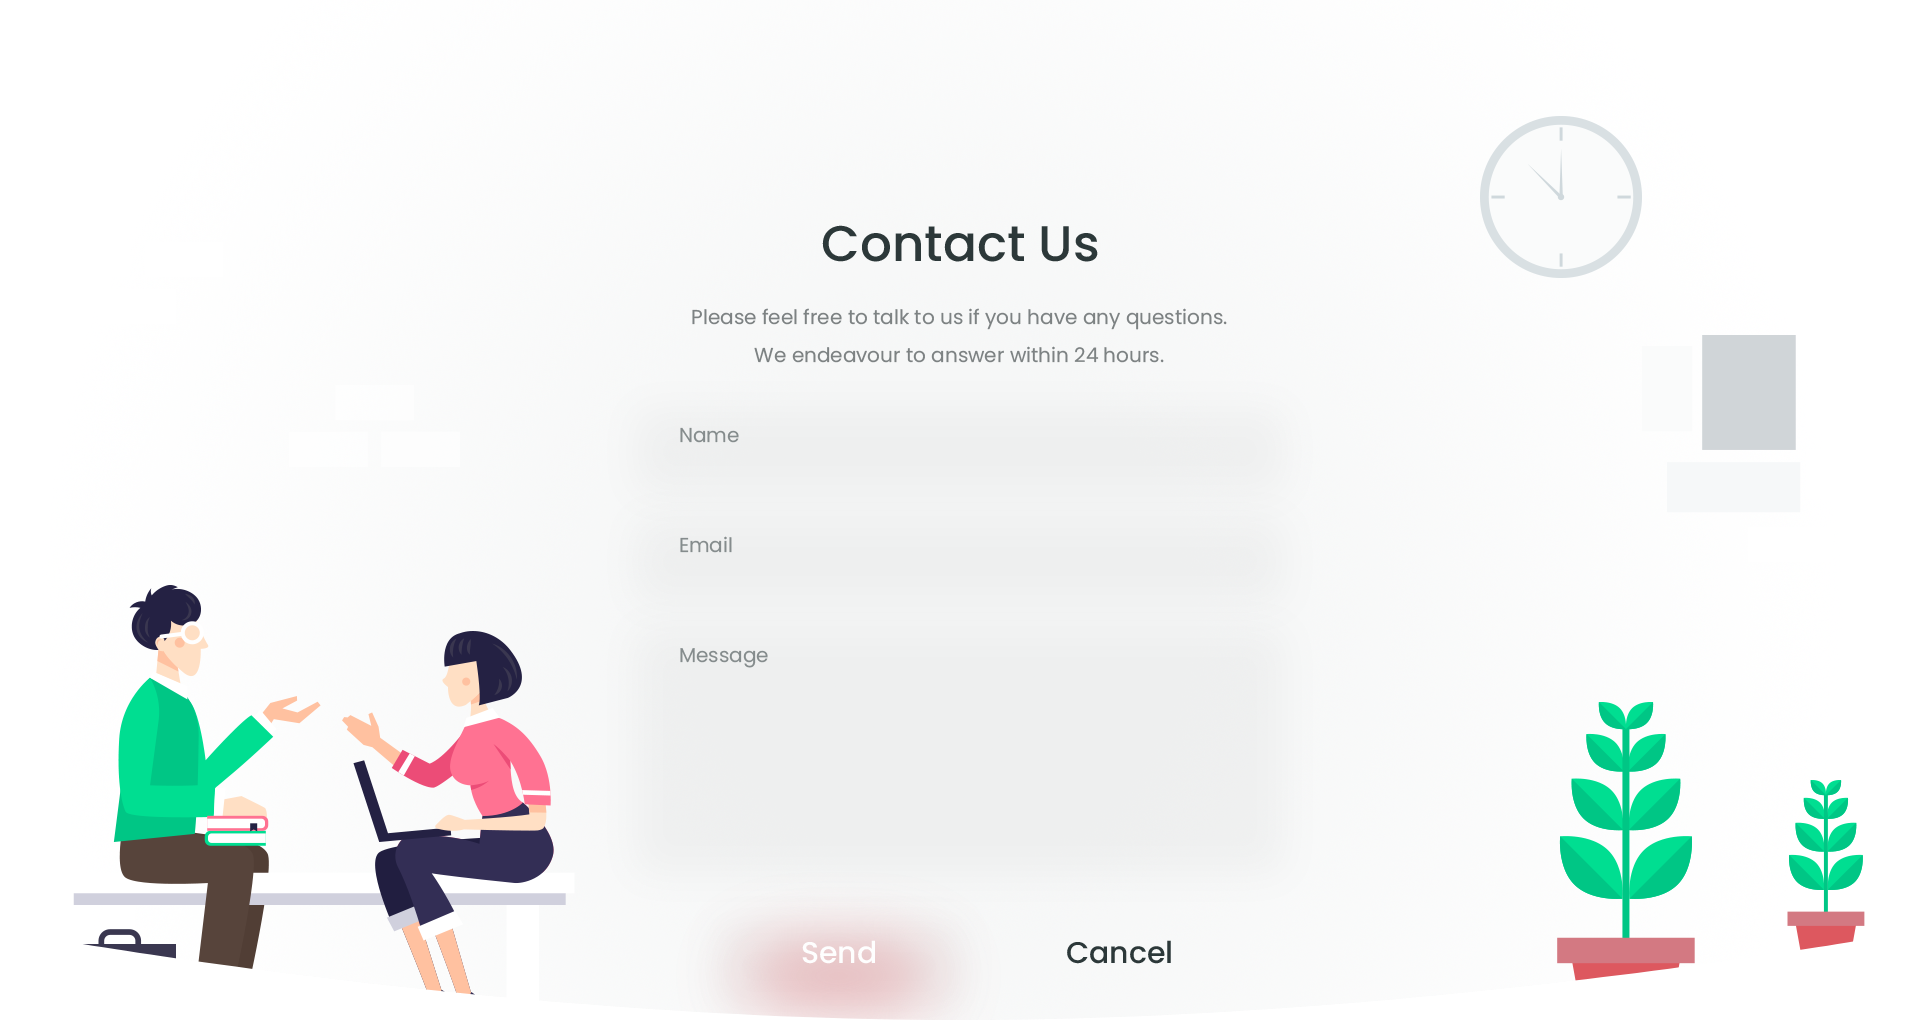 Contact Us
Please feel free to talk to us if you have any questions.
We endeavour to answer within 24 hours.
Name
Email
Message
Send
Cancel